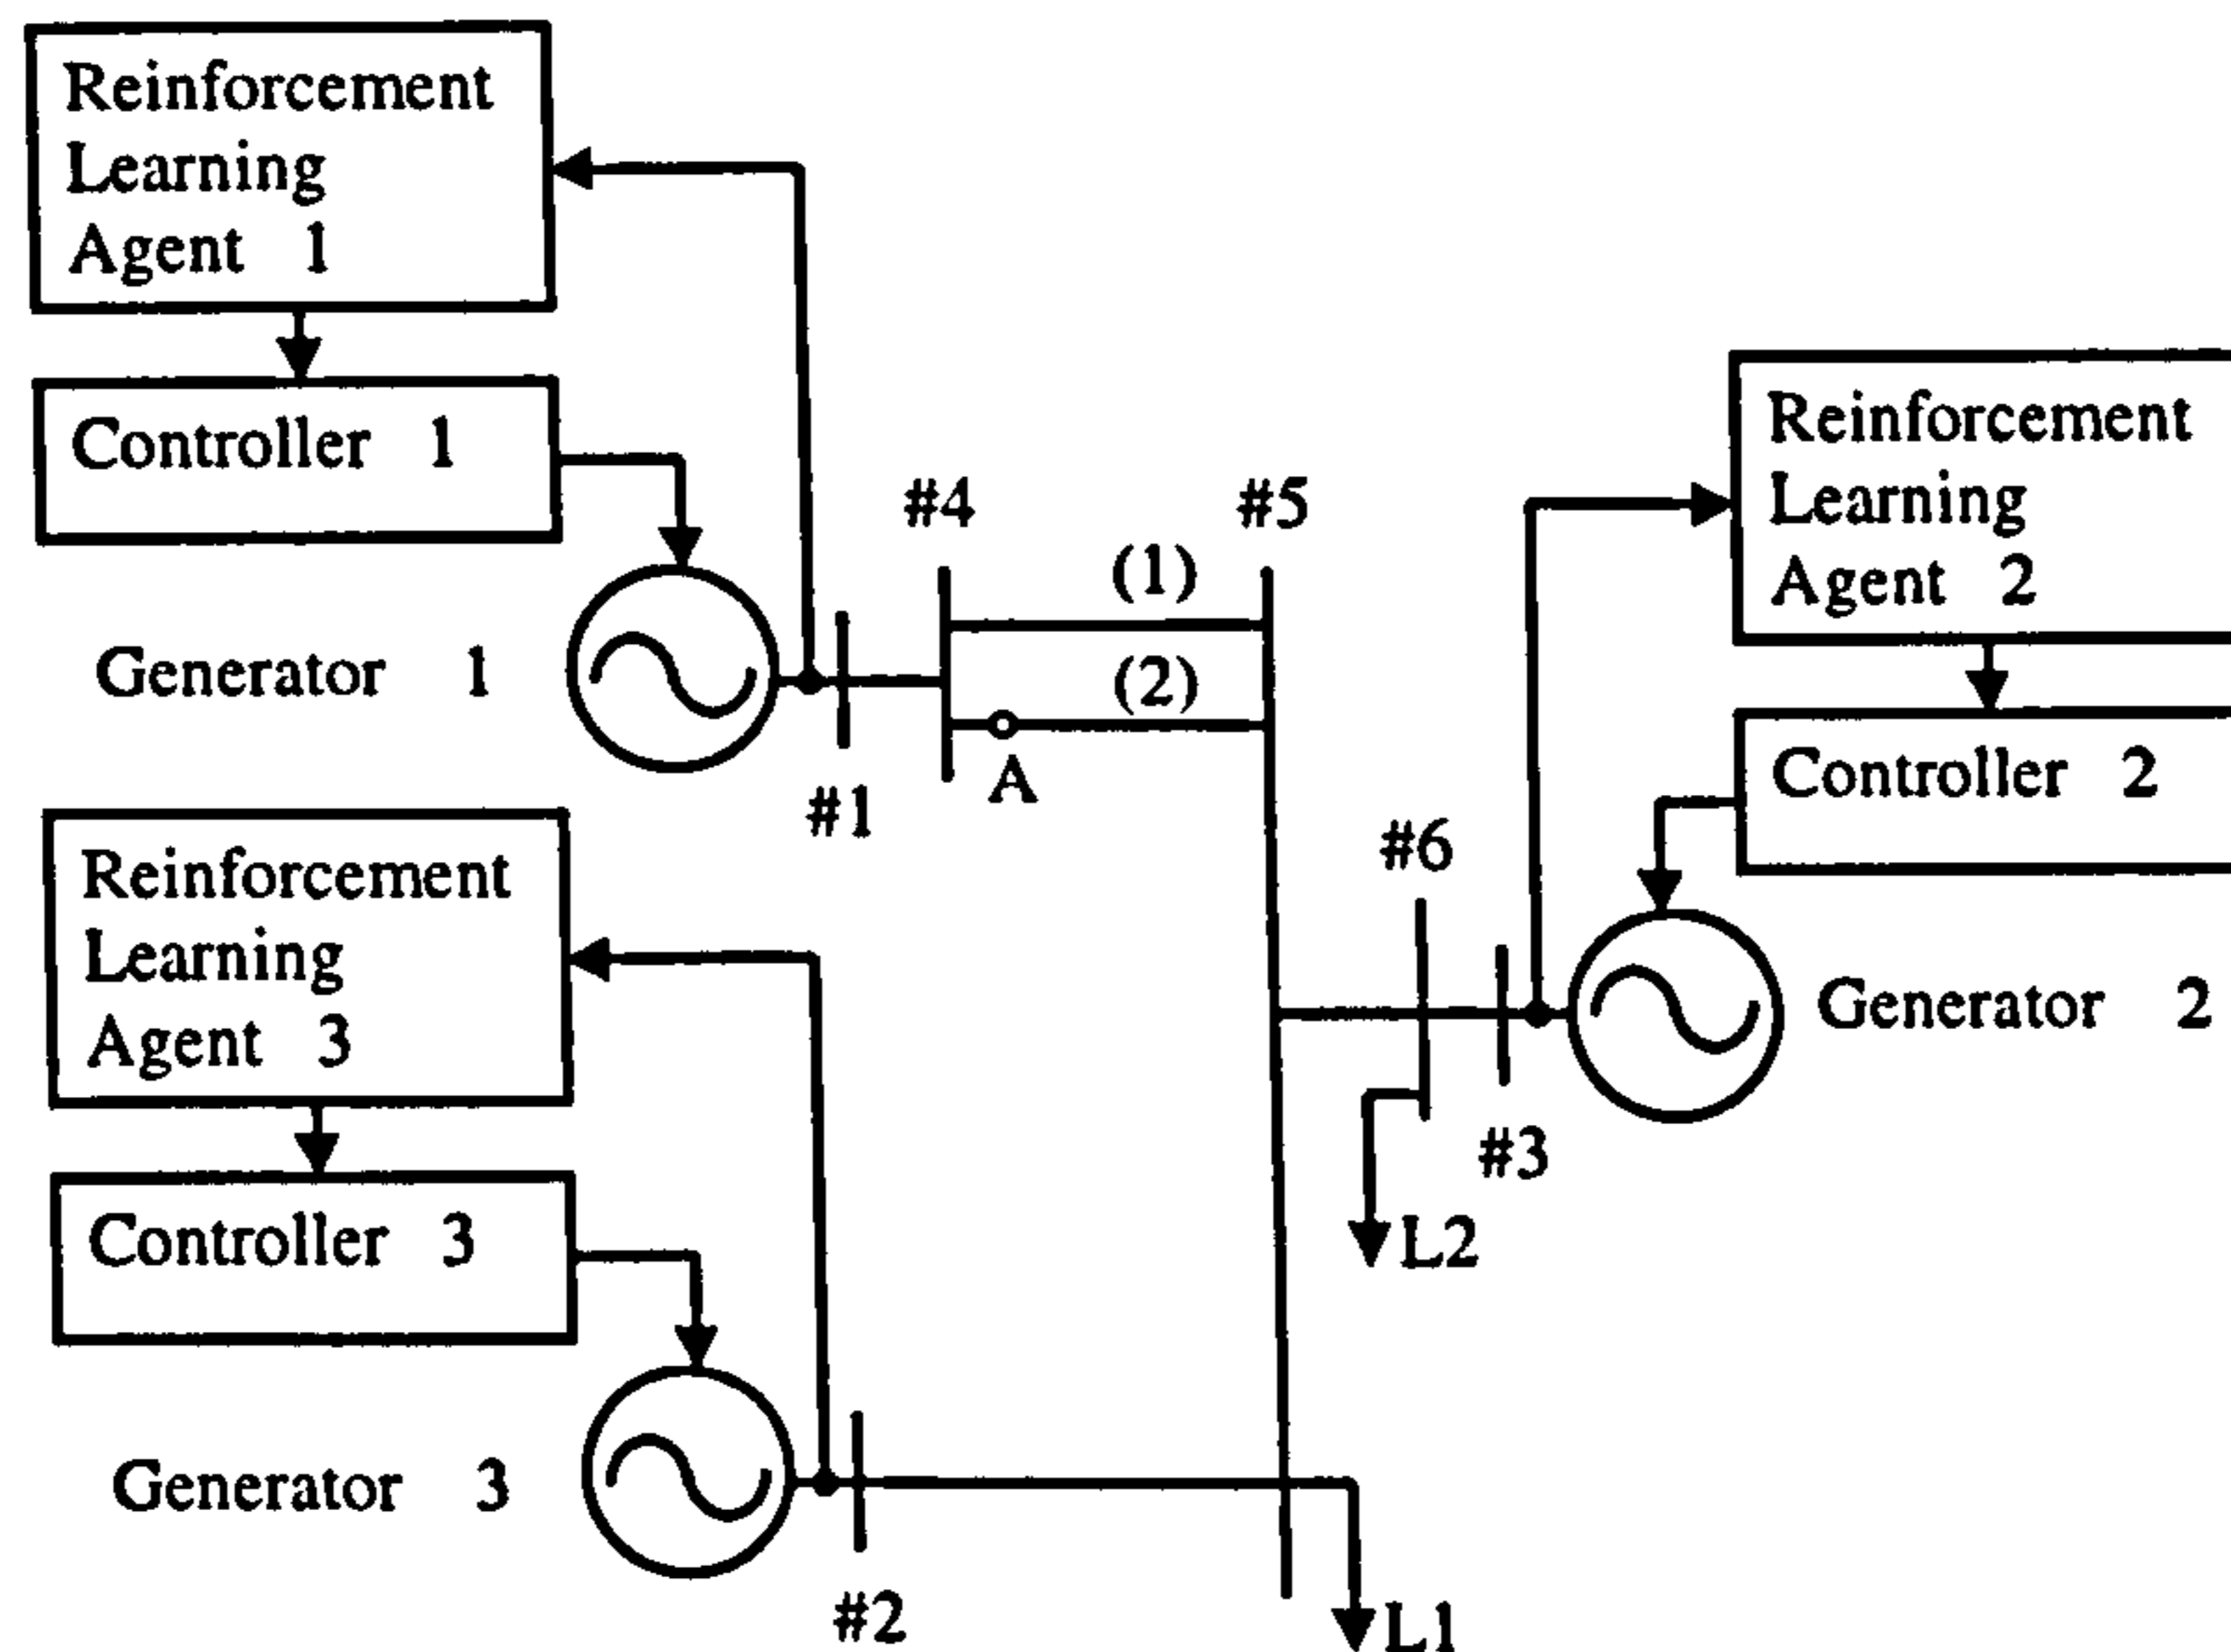 Reinforcement
Learning
Agent 1
Controller 1
Generator 1
#1
#4
#5
(1)
(2)
A
Reinforcement
Learning
Agent 2
Controller 2
Generator 2
#6
#3
L2
Reinforcement
Learning
Agent 3
Controller 3
Generator 3
#2
L1